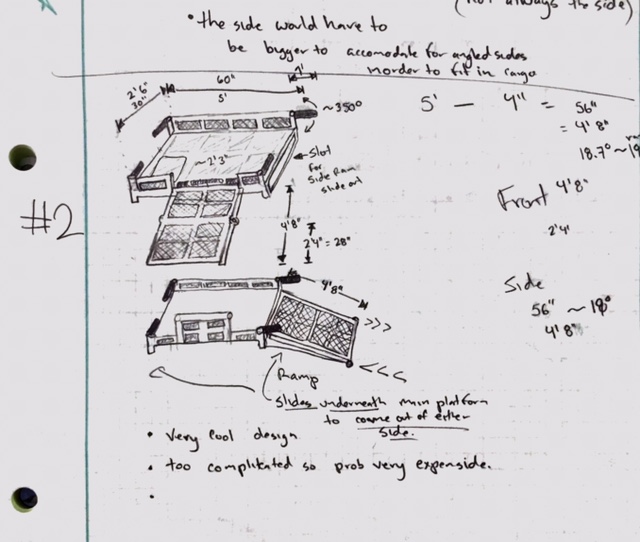 (not always the side)
• the side would have to
be bigger to accomodate for angled sides
norder to fit in cargo
2'6"
30"
60"
5'
~350°
~2'3"
Slot
for
side Ram
slide out
4'8"
2'4" = 28"
5' — 4" = 56"
= 4'8"
18.7° ~19
Front 4'8"
2'4"
Side
56" ~ 19°
4'8"
#2
4'8"
>>>
<<<
Ramp
Slides underneath main platform
to come out of either
side.
• Very cool design
• too complicated so prob very expenside.
•